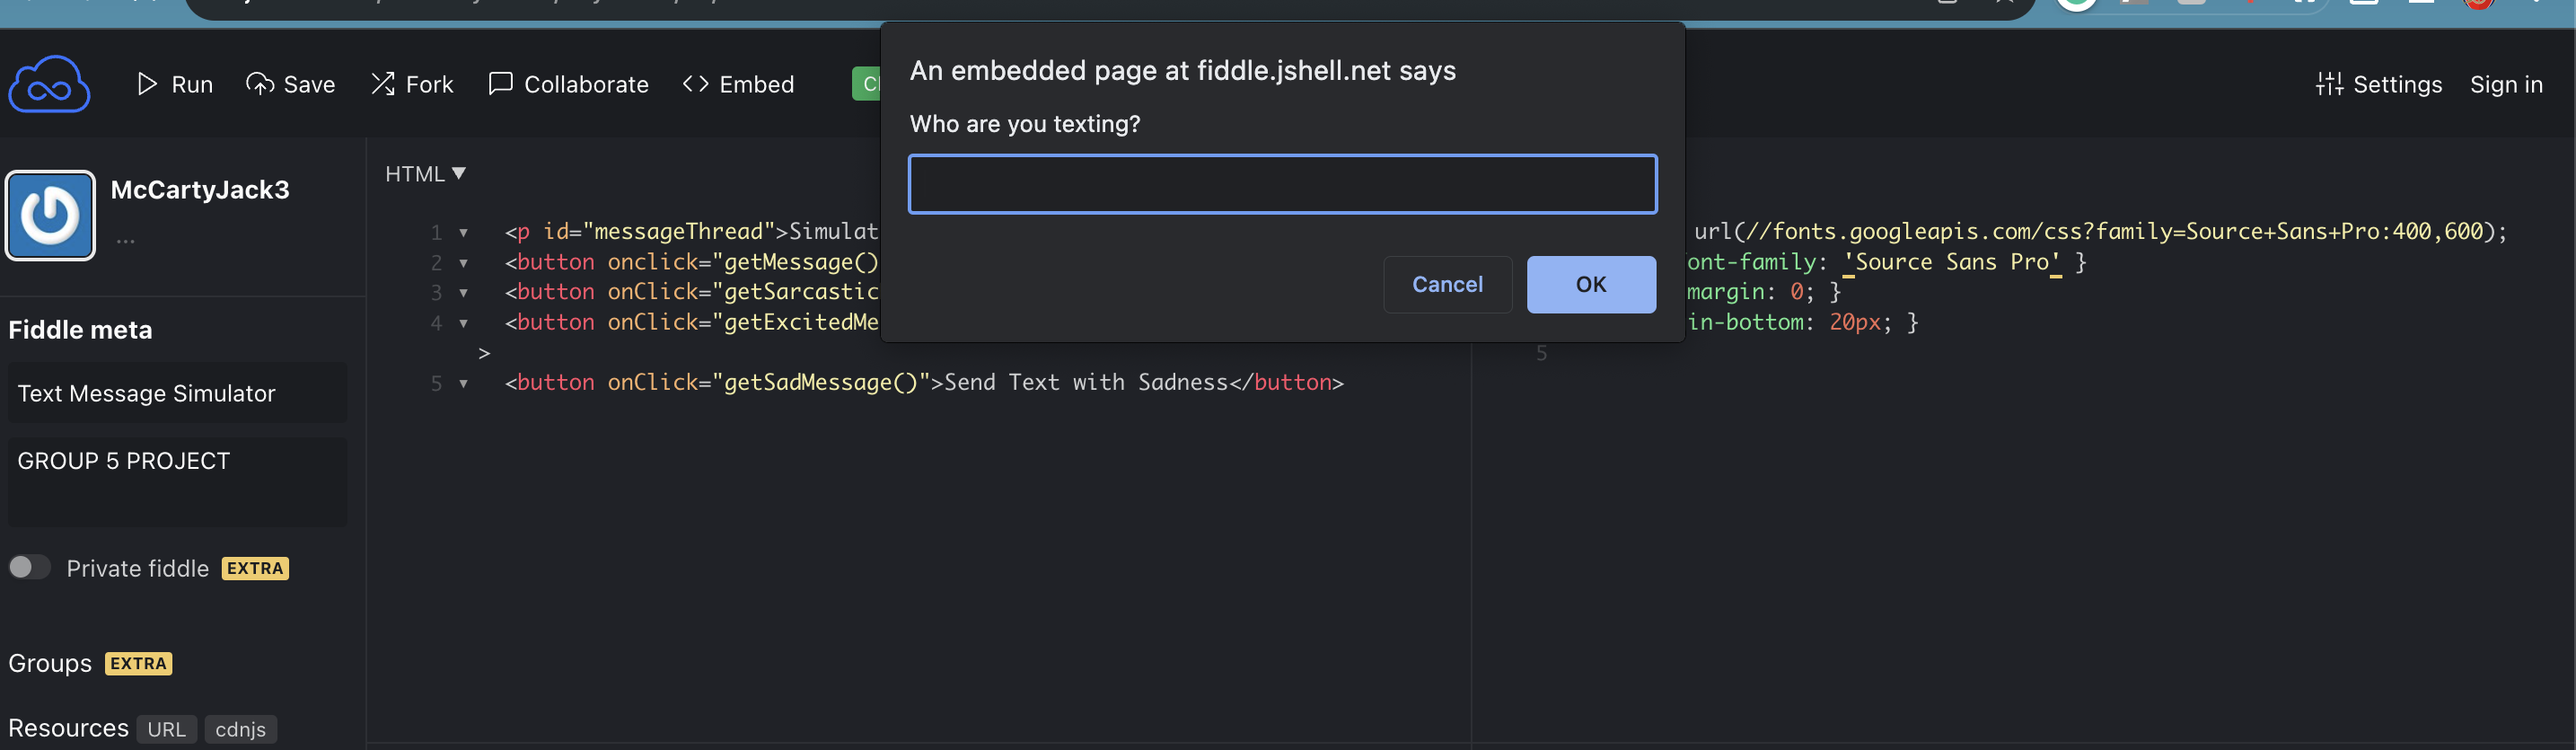 Run Save Fork Collaborate <> Embed
Settings Sign in
An embedded page at fiddle.jshell.net says
Who are you texting?
Cancel OK
McCartyJack3
...
Fiddle meta
Text Message Simulator
GROUP 5 PROJECT
Private fiddle EXTRA
Groups EXTRA
Resources URL cdnjs
HTML ▼
1 ▼ <p id="messageThread">Simulat
2 ▼ <button onclick="getMessage()
3 ▼ <button onClick="getSarcastic
4 ▼ <button onClick="getExcitedMe
>
5 ▼ <button onClick="getSadMessage()">Send Text with Sadness</button>
url(//fonts.googleapis.com/css?family=Source+Sans+Pro:400,600);
ont-family: 'Source Sans Pro' }
margin: 0; }
in-bottom: 20px; }
5